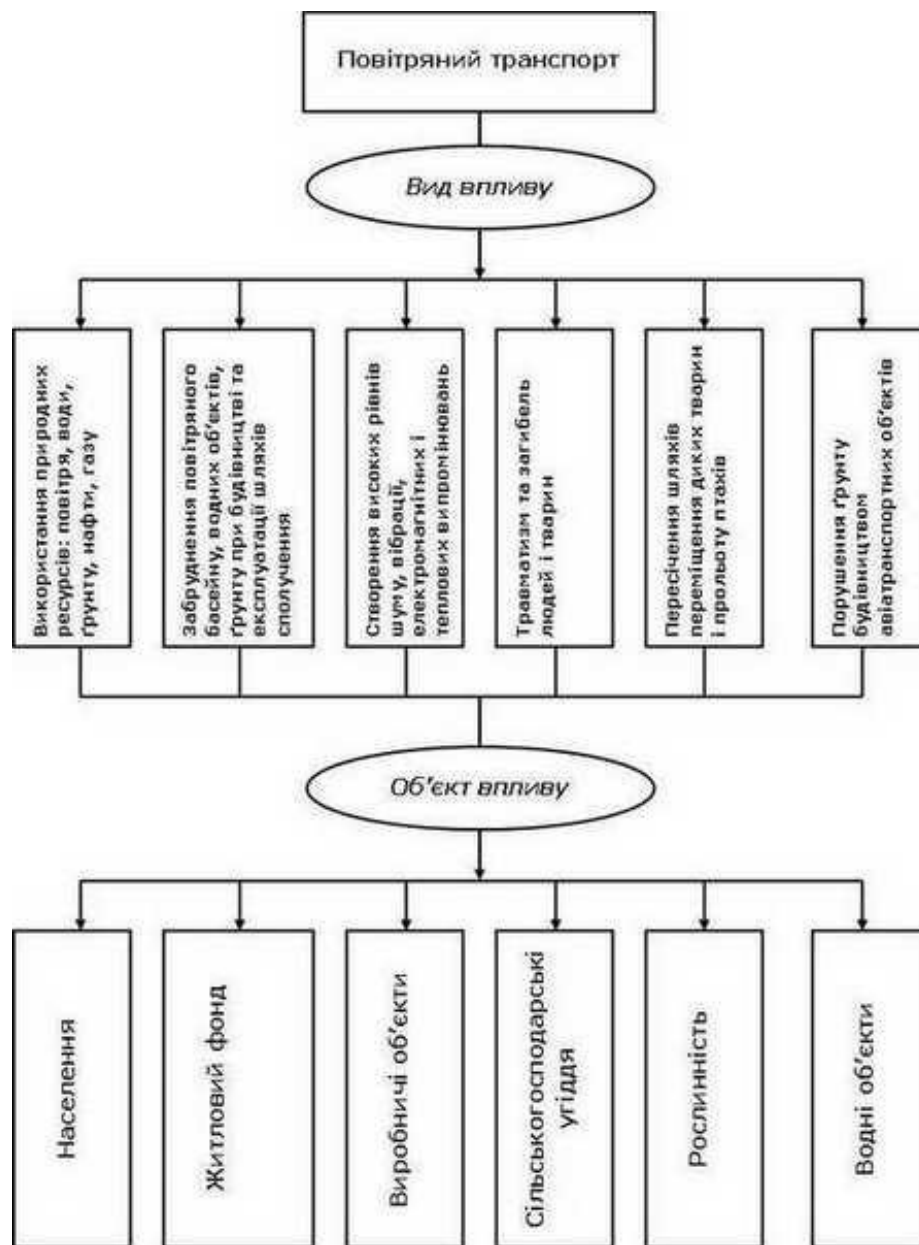 Повітряний транспорт
Вид впливу
Використання природних
ресурсів: повітря, води,
ґрунту, нафти, газу
Забруднення повітряного
басейну, водних об'єктів,
ґрунту при будівництві та
експлуатації шляхів
сполучення
Створення високих рівнів
шуму, вібрації,
електромагнітних і
теплових випромінювань
Травматизм та загибель
людей і тварин
Пересічення шляхів
переміщення диких тварин
і прольоту птахів
Порушення ґрунту
будівництвом
авіатранспортних об'єктів
Об'єкт впливу
Населення
Житловий фонд
Виробничі об'єкти
Сільськогосподарські
угіддя
Рослинність
Водні об'єкти